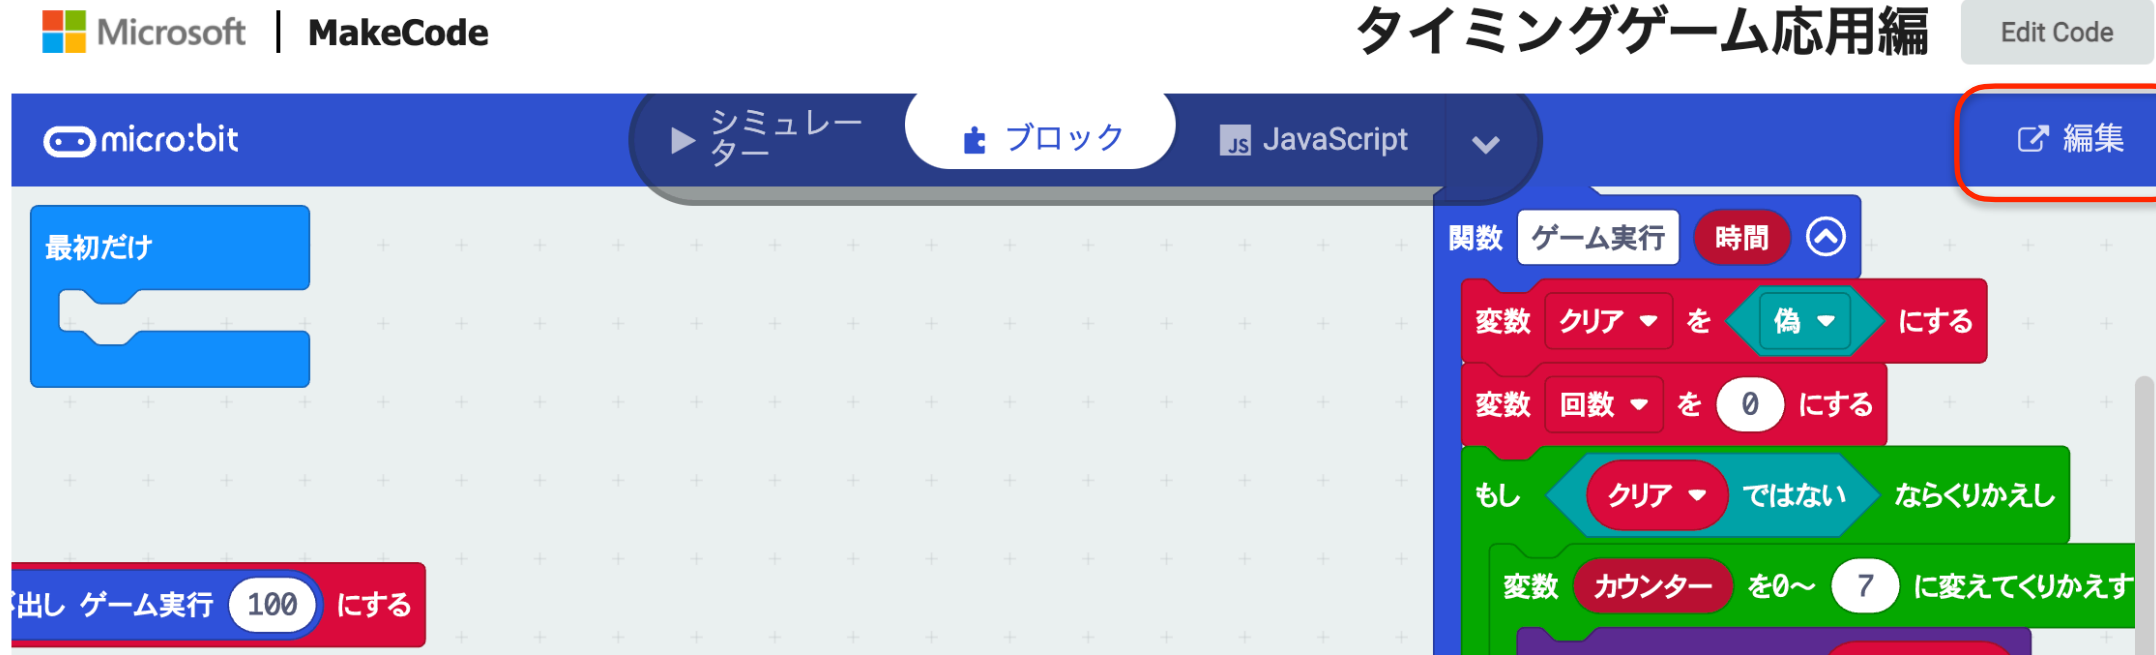 Microsoft | MakeCode
タイミングゲーム応用編
Edit Code
micro:bit
シミュレー
ター
ブロック
JS JavaScript
編集
最初だけ
関数 ゲーム実行 時間
変数 クリア を 偽 にする
変数 回数 を 0 にする
もし クリア ではない ならくりかえし
変数 カウンター を0～ 7 に変えてくりかえす
出し ゲーム実行 100 にする